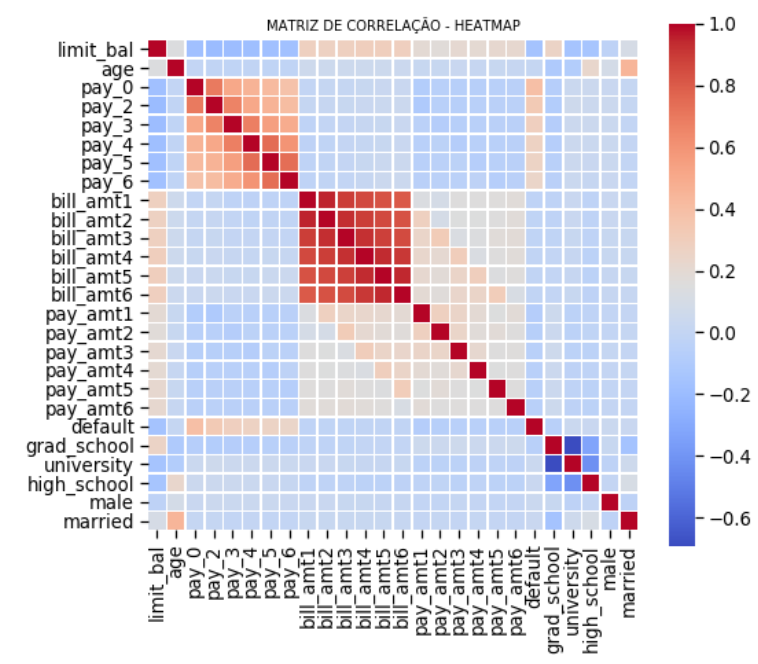 MATRIZ DE CORRELAÇÃO - HEATMAP
limit_bal
age
pay_0
pay_2
pay_3
pay_4
pay_5
pay_6
bill_amt1
bill_amt2
bill_amt3
bill_amt4
bill_amt5
bill_amt6
pay_amt1
pay_amt2
pay_amt3
pay_amt4
pay_amt5
pay_amt6
default
grad_school
university
high_school
male
married
limit_bal
age
pay_0
pay_2
pay_3
pay_4
pay_5
pay_6
bill_amt1
bill_amt2
bill_amt3
bill_amt4
bill_amt5
bill_amt6
pay_amt1
pay_amt2
pay_amt3
pay_amt4
pay_amt5
pay_amt6
default
grad_school
university
high_school
male
married
1.0
0.8
0.6
0.4
0.2
0.0
−0.2
−0.4
−0.6